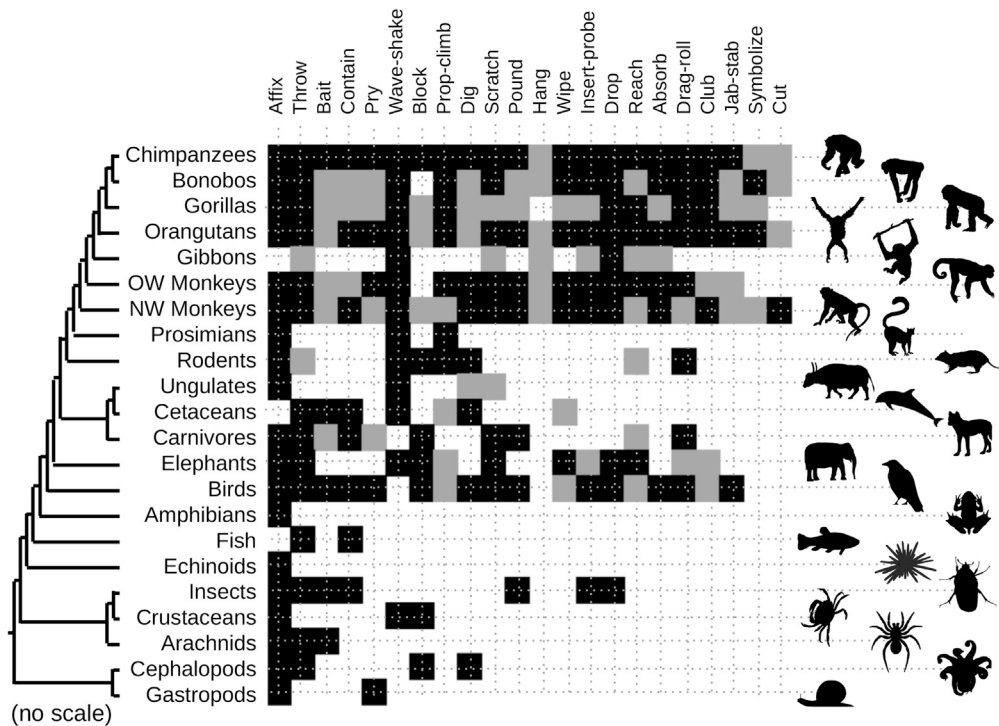 Affix
Throw
Bait
Contain
Pry
Wave-shake
Block
Prop-climb
Dig
Scratch
Pound
Hang
Wipe
Insert-probe
Drop
Reach
Absorb
Drag-roll
Club
Jab-stab
Symbolize
Cut
Chimpanzees
Bonobos
Gorillas
Orangutans
Gibbons
OW Monkeys
NW Monkeys
Prosimians
Rodents
Ungulates
Cetaceans
Carnivores
Elephants
Birds
Amphibians
Fish
Echinoids
Insects
Crustaceans
Arachnids
Cephalopods
Gastropods
(no scale)